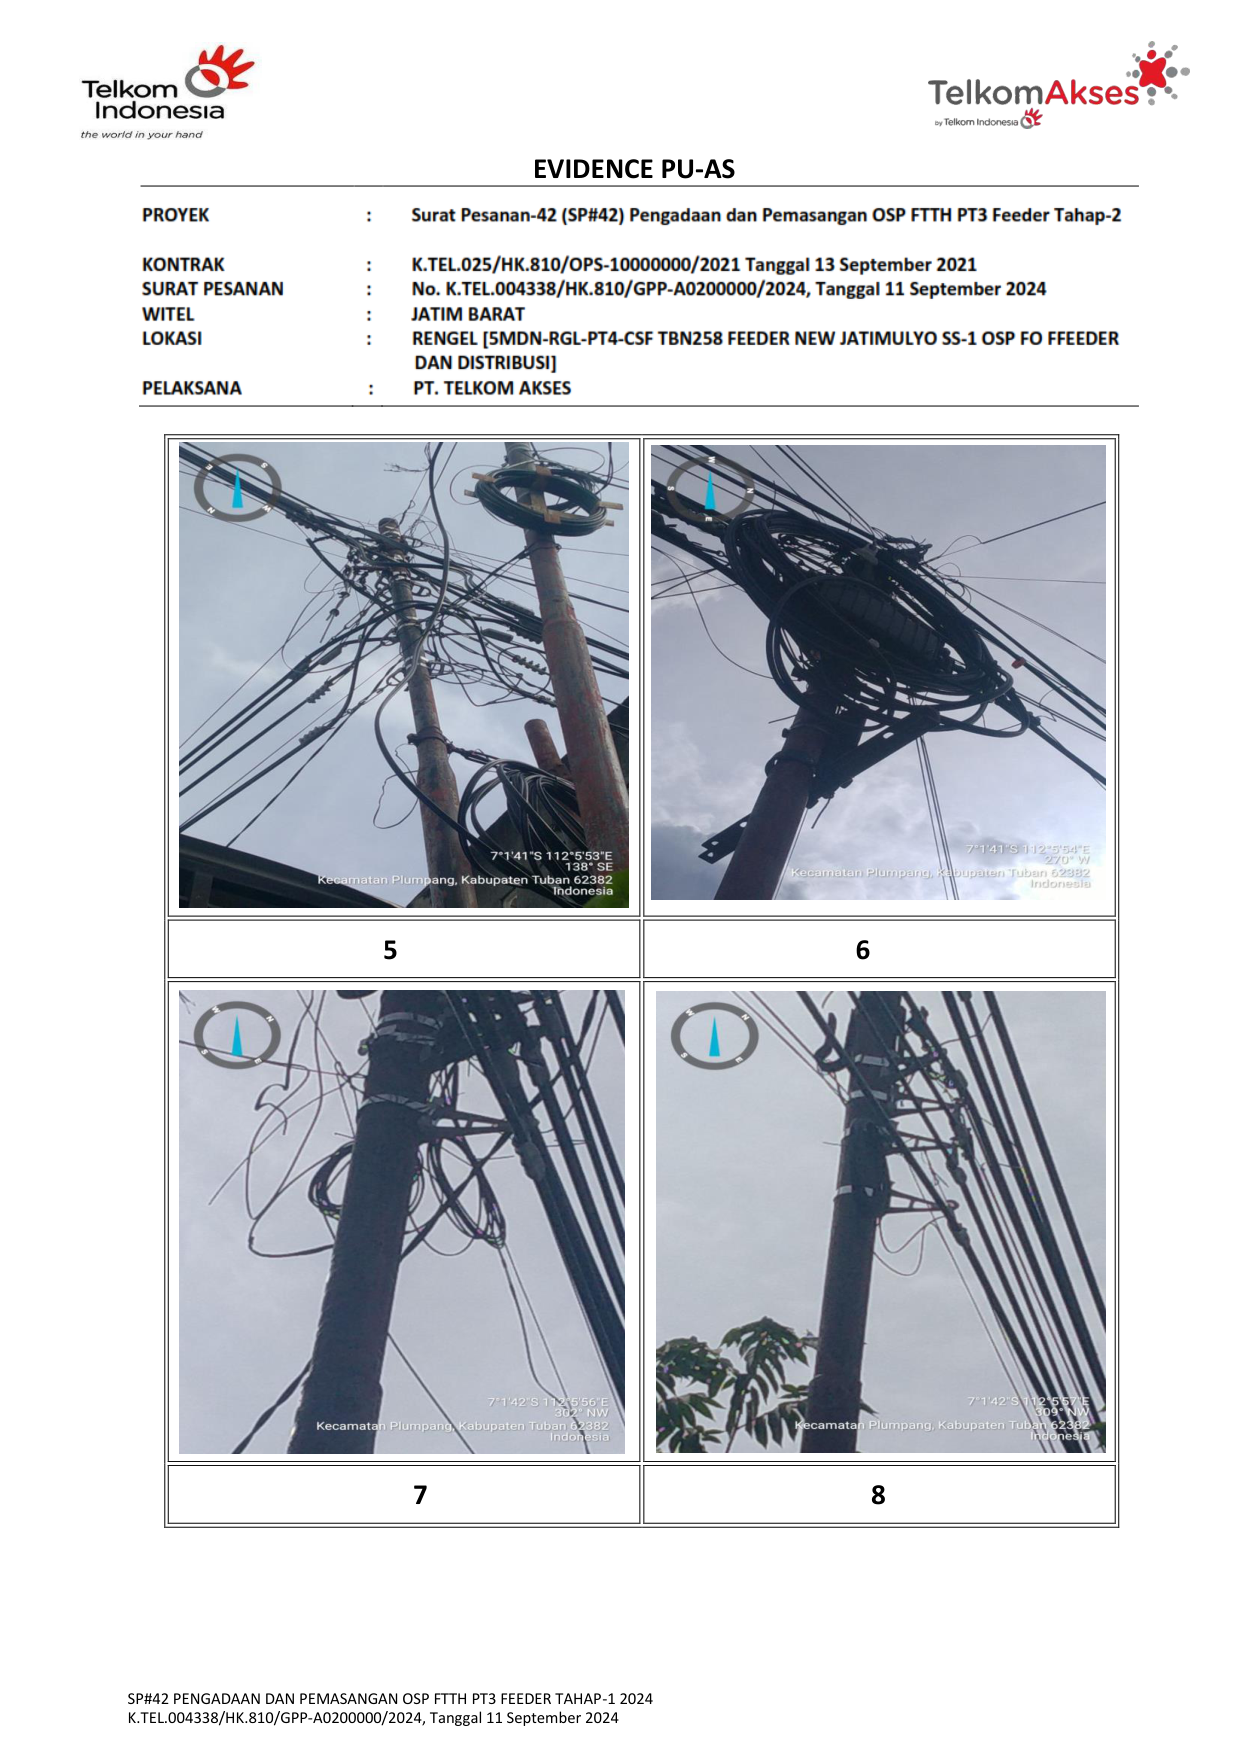 Telkom
Indonesia
the world in your hand
TelkomAkses
by Telkom Indonesia
EVIDENCE PU-AS
PROYEK : Surat Pesanan-42 (SP#42) Pengadaan dan Pemasangan OSP FTTH PT3 Feeder Tahap-2
KONTRAK : K.TEL.025/HK.810/OPS-10000000/2021 Tanggal 13 September 2021
SURAT PESANAN : No. K.TEL.004338/HK.810/GPP-A0200000/2024, Tanggal 11 September 2024
WITEL : JATIM BARAT
LOKASI : RENGEL [5MDN-RGL-PT4-CSF TBN258 FEEDER NEW JATIMULYO SS-1 OSP FO FFEEDER
DAN DISTRIBUSI]
PELAKSANA : PT. TELKOM AKSES
7°1'41"S 112°5'53"E
138° SE
Kecamatan Plumpang, Kabupaten Tuban 62382
Indonesia
7°1'41"S 112°5'54"E
270° W
Kecamatan Plumpang, Kabupaten Tuban 62382
Indonesia
5
6
7°1'42"S 112°5'56"E
302° NW
Kecamatan Plumpang, Kabupaten Tuban 62382
Indonesia
7°1'42"S 112°5'57"E
309° NW
Kecamatan Plumpang, Kabupaten Tuban 62382
Indonesia
7
8
SP#42 PENGADAAN DAN PEMASANGAN OSP FTTH PT3 FEEDER TAHAP-1 2024
K.TEL.004338/HK.810/GPP-A0200000/2024, Tanggal 11 September 2024